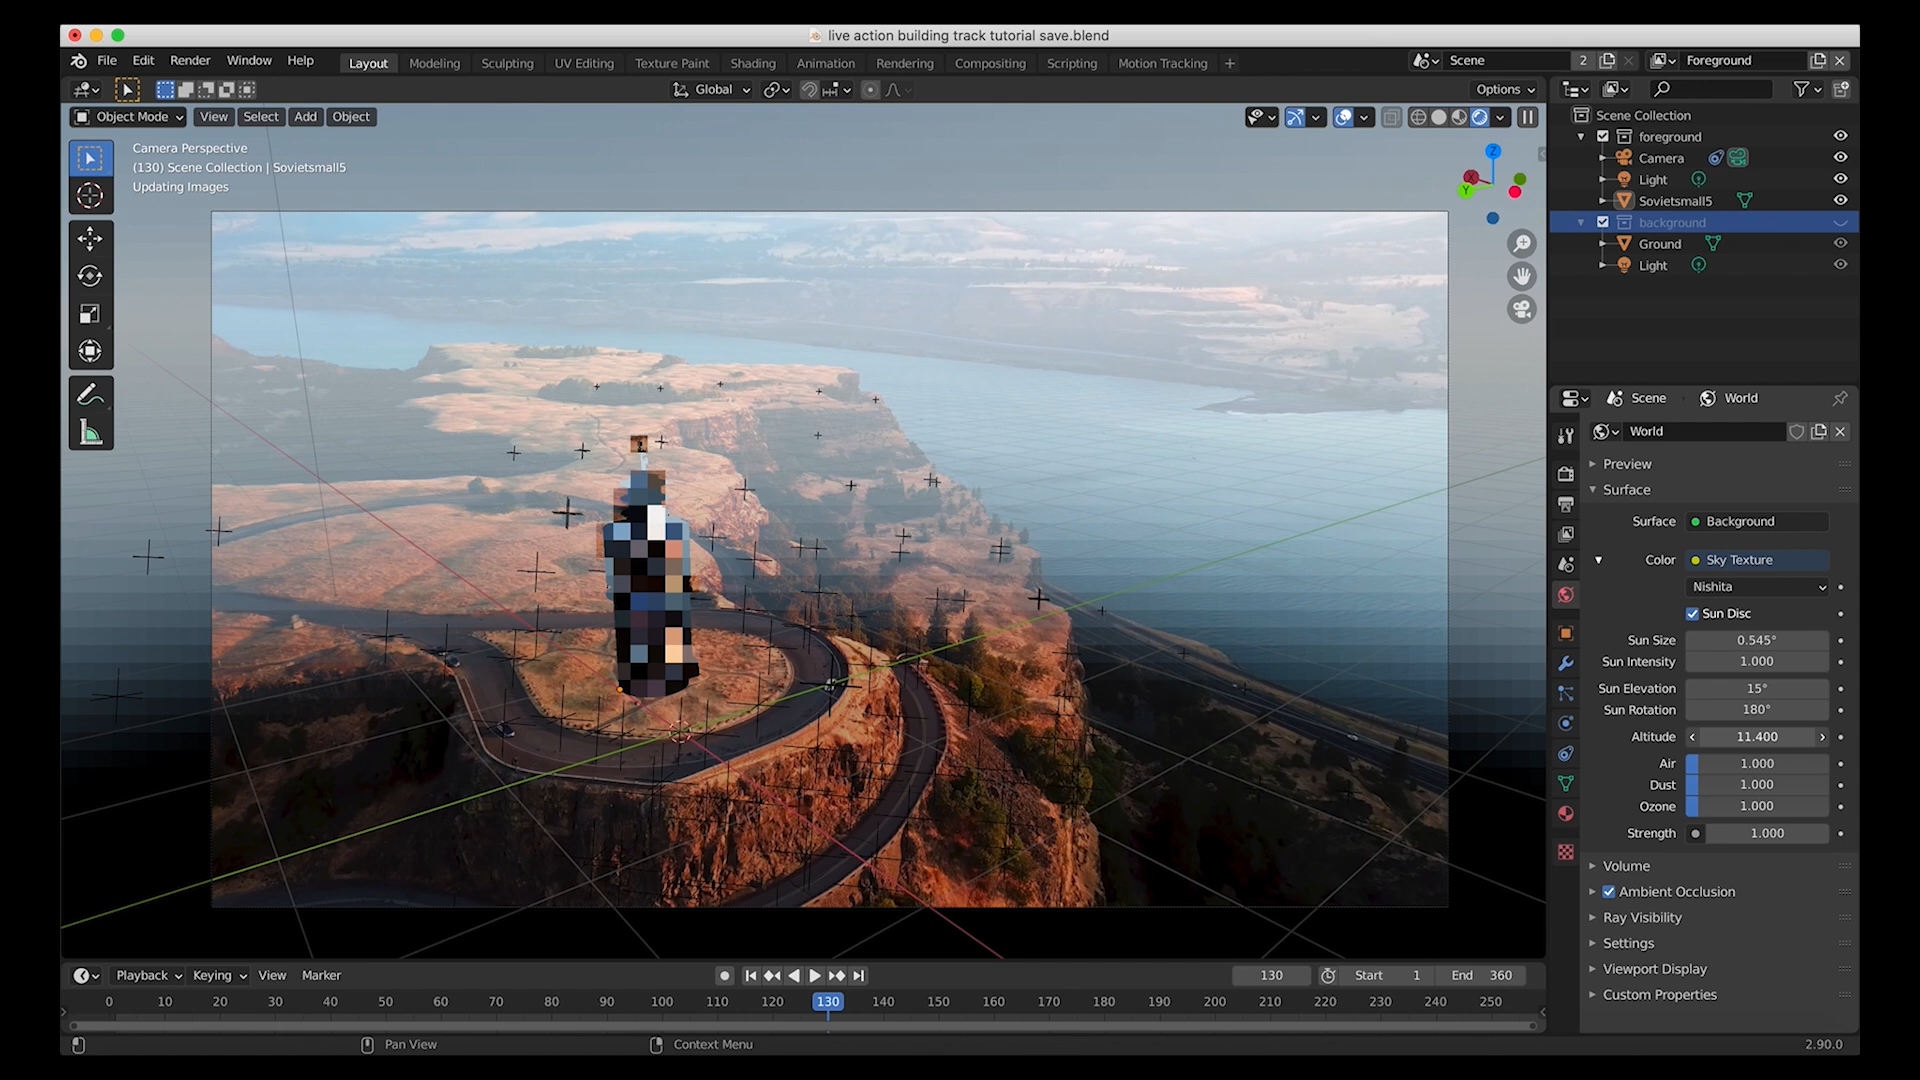 live action building track tutorial save.blend
File Edit Render Window Help
Layout Modeling Sculpting UV Editing Texture Paint Shading Animation Rendering Compositing Scripting Motion Tracking +
Scene 2 Foreground
Global
Options
Object Mode View Select Add Object
Camera Perspective
(130) Scene Collection | Sovietsmall5
Updating Images
Z
X
Y
Scene Collection
foreground
Camera
Light
Sovietsmall5
background
Ground
Light
Scene World
World
Preview
Surface
Surface Background
Color Sky Texture
Nishita
Sun Disc
Sun Size 0.545°
Sun Intensity 1.000
Sun Elevation 15°
Sun Rotation 180°
Altitude 11.400
Air 1.000
Dust 1.000
Ozone 1.000
Strength 1.000
Volume
Ambient Occlusion
Ray Visibility
Settings
Viewport Display
Custom Properties
Playback Keying View Marker
130 Start 1 End 360
0 10 20 30 40 50 60 70 80 90 100 110 120 130 140 150 160 170 180 190 200 210 220 230 240 250
Pan View Context Menu 2.90.0